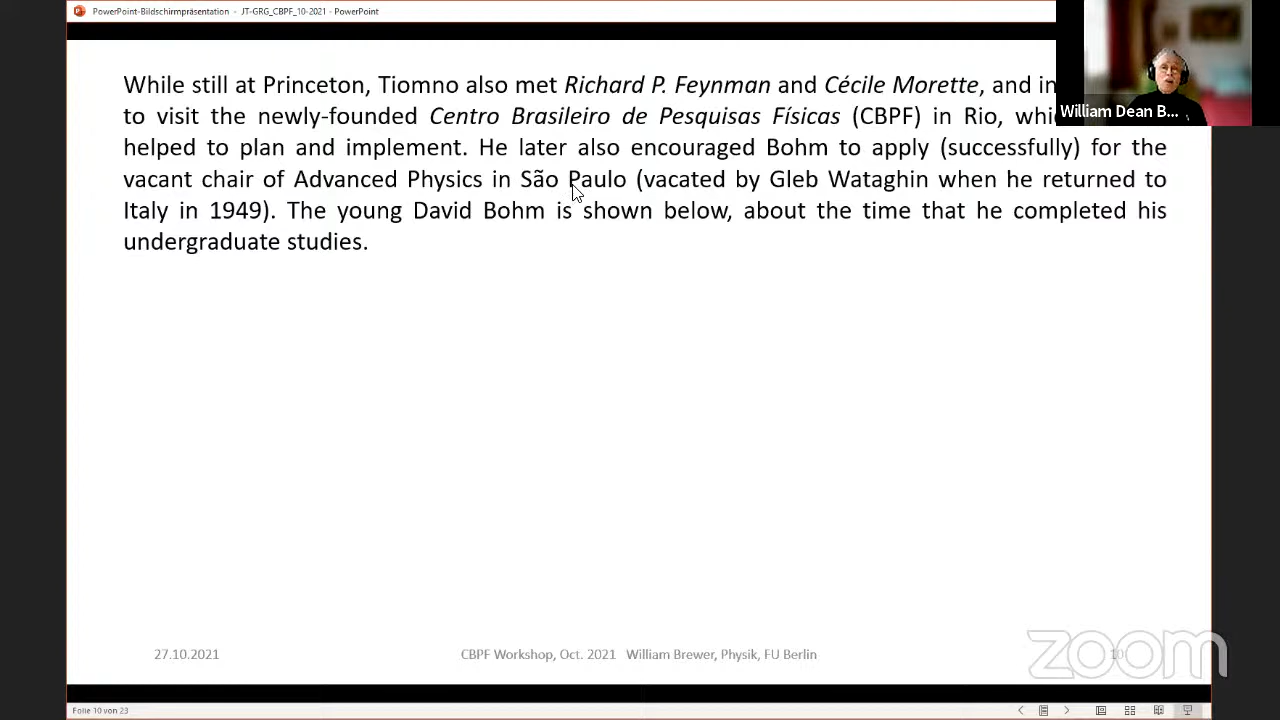 PowerPoint-Bildschirmpräsentation - JT-GRG_CBPF_10-2021 - PowerPoint
William Dean B...
While still at Princeton, Tiomno also met Richard P. Feynman and Cécile Morette, and in
to visit the newly-founded Centro Brasileiro de Pesquisas Físicas (CBPF) in Rio,
helped to plan and implement. He later also encouraged Bohm to apply (successfully) for the
vacant chair of Advanced Physics in São Paulo (vacated by Gleb Wataghin when he returned to
Italy in 1949). The young David Bohm is shown below, about the time that he completed his
undergraduate studies.
27.10.2021
CBPF Workshop, Oct. 2021 William Brewer, Physik, FU Berlin
10
zoom
Folie 10 von 23